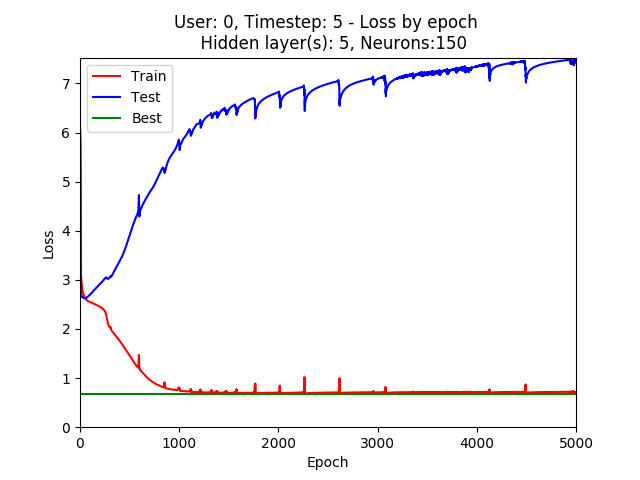 User: 0, Timestep: 5 - Loss by epoch
Hidden layer(s): 5, Neurons:150
Train
Test
Best
7
6
5
4
3
2
1
0
Loss
0 1000 2000 3000 4000 5000
Epoch